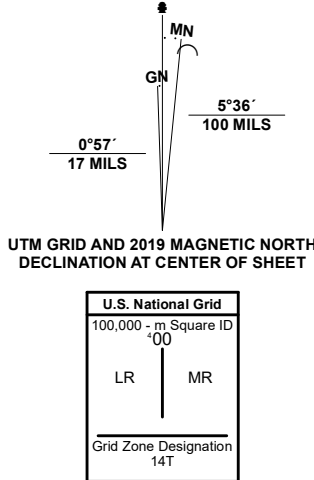 MN
GN
5°36´
100 MILS
0°57´
17 MILS
UTM GRID AND 2019 MAGNETIC NORTH
DECLINATION AT CENTER OF SHEET
U.S. National Grid
100,000 - m Square ID
⁴00
LR MR
Grid Zone Designation
14T